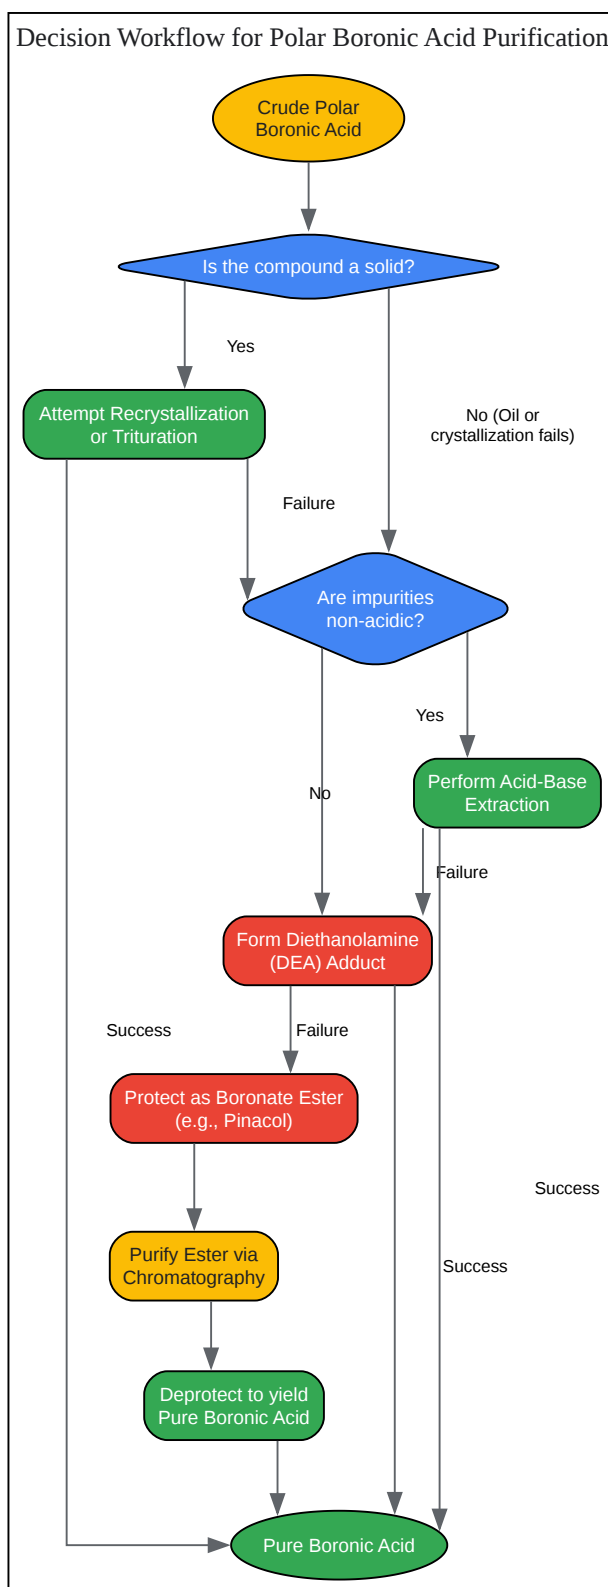 Decision Workflow for Polar Boronic Acid Purification
Crude Polar
Boronic Acid
Is the compound a solid?
Yes
Attempt Recrystallization
or Trituration
No (Oil or
crystallization fails)
Failure
Are impurities
non-acidic?
Yes
No
Perform Acid-Base
Extraction
Failure
Form Diethanolamine
(DEA) Adduct
Success
Failure
Protect as Boronate Ester
(e.g., Pinacol)
Success
Purify Ester via
Chromatography
Success
Deprotect to yield
Pure Boronic Acid
Pure Boronic Acid